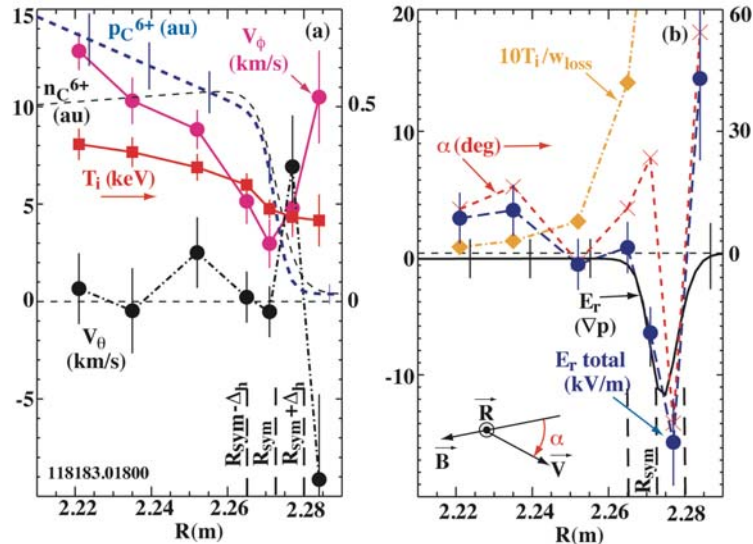 15
10
5
0
-5
0.5
0
p_C^6+ (au)
(a)
V_ϕ
(km/s)
n_C^6+
(au)
T_i (keV)
V_θ
(km/s)
R_sym-Δ_h
R_sym
R_sym+Δ_h
118183.01800
2.22 2.24 2.26 2.28
R(m)
20
10
0
-10
60
40
20
0
(b)
10T_i/w_loss
α (deg)
E_r
(∇p)
E_r total
(kV/m)
R
α
B
V
R_sym
2.22 2.24 2.26 2.28
R(m)